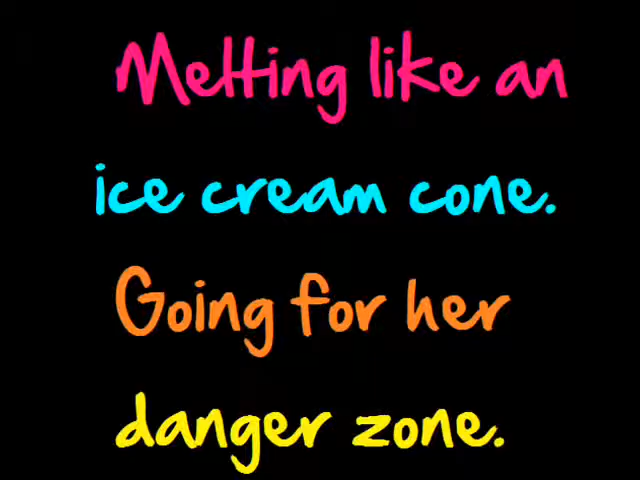 Melting like an
ice cream cone.
Going for her
danger zone.